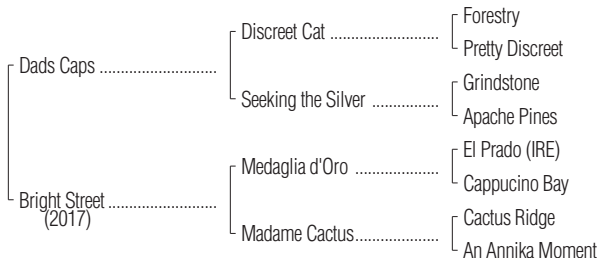 Forestry
Discreet Cat ....................
Pretty Discreet
Dads Caps ...........................
Grindstone
Seeking the Silver .................
Apache Pines
El Prado (IRE)
Medaglia d'Oro .....................
Cappucino Bay
Bright Street .........................
(2017)
Cactus Ridge
Madame Cactus.....................
An Annika Moment